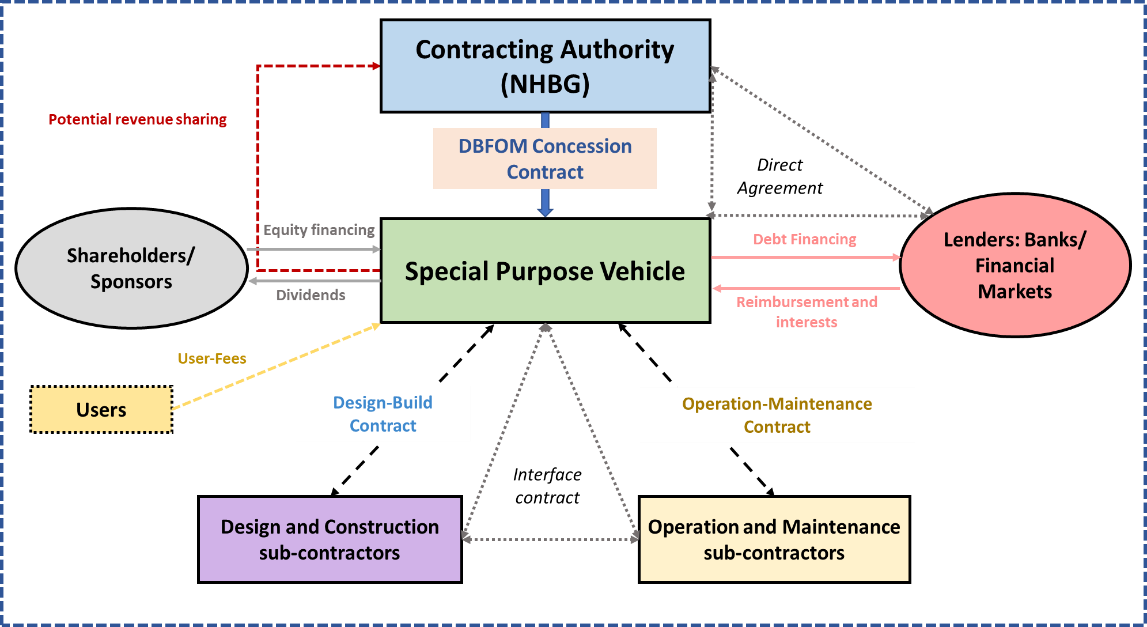 Contracting Authority
(NHBG)
Potential revenue sharing
DBFOM Concession
Contract
Direct
Agreement
Shareholders/
Sponsors
Equity financing
Dividends
Special Purpose Vehicle
Debt Financing
Reimbursement and
interests
Lenders: Banks/
Financial
Markets
User-Fees
Users
Design-Build
Contract
Operation-Maintenance
Contract
Interface
contract
Design and Construction
sub-contractors
Operation and Maintenance
sub-contractors